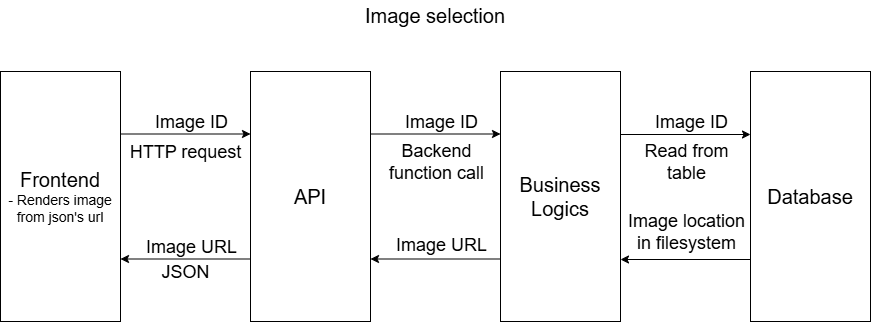 Image selection
Image ID
HTTP request
Image ID
Backend
function call
Image ID
Read from
table
Frontend
- Renders image
from json's url
API
Business
Logics
Database
Image URL
JSON
Image URL
Image location
in filesystem